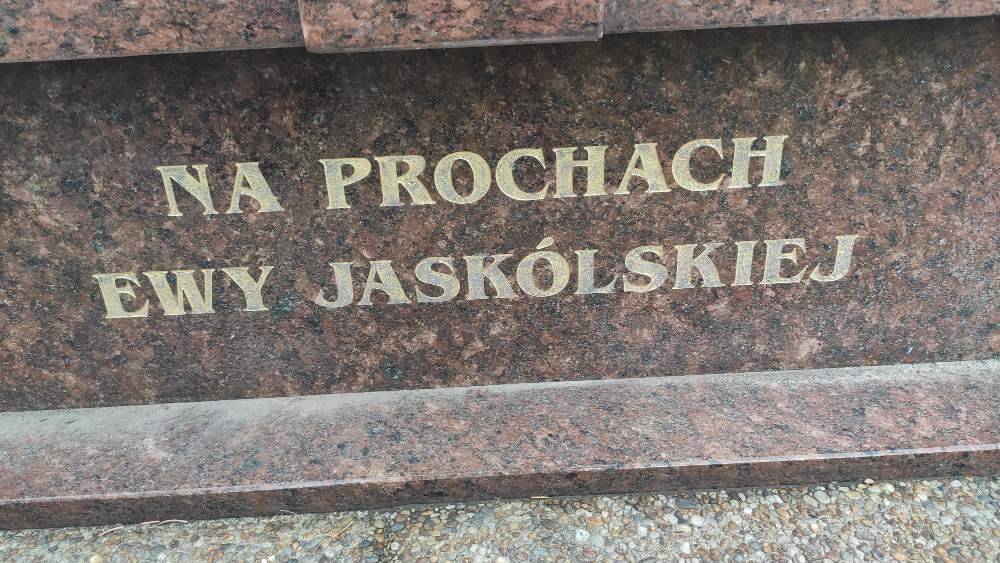 NA PROCHACH
EWY JASKÓLSKIEJ